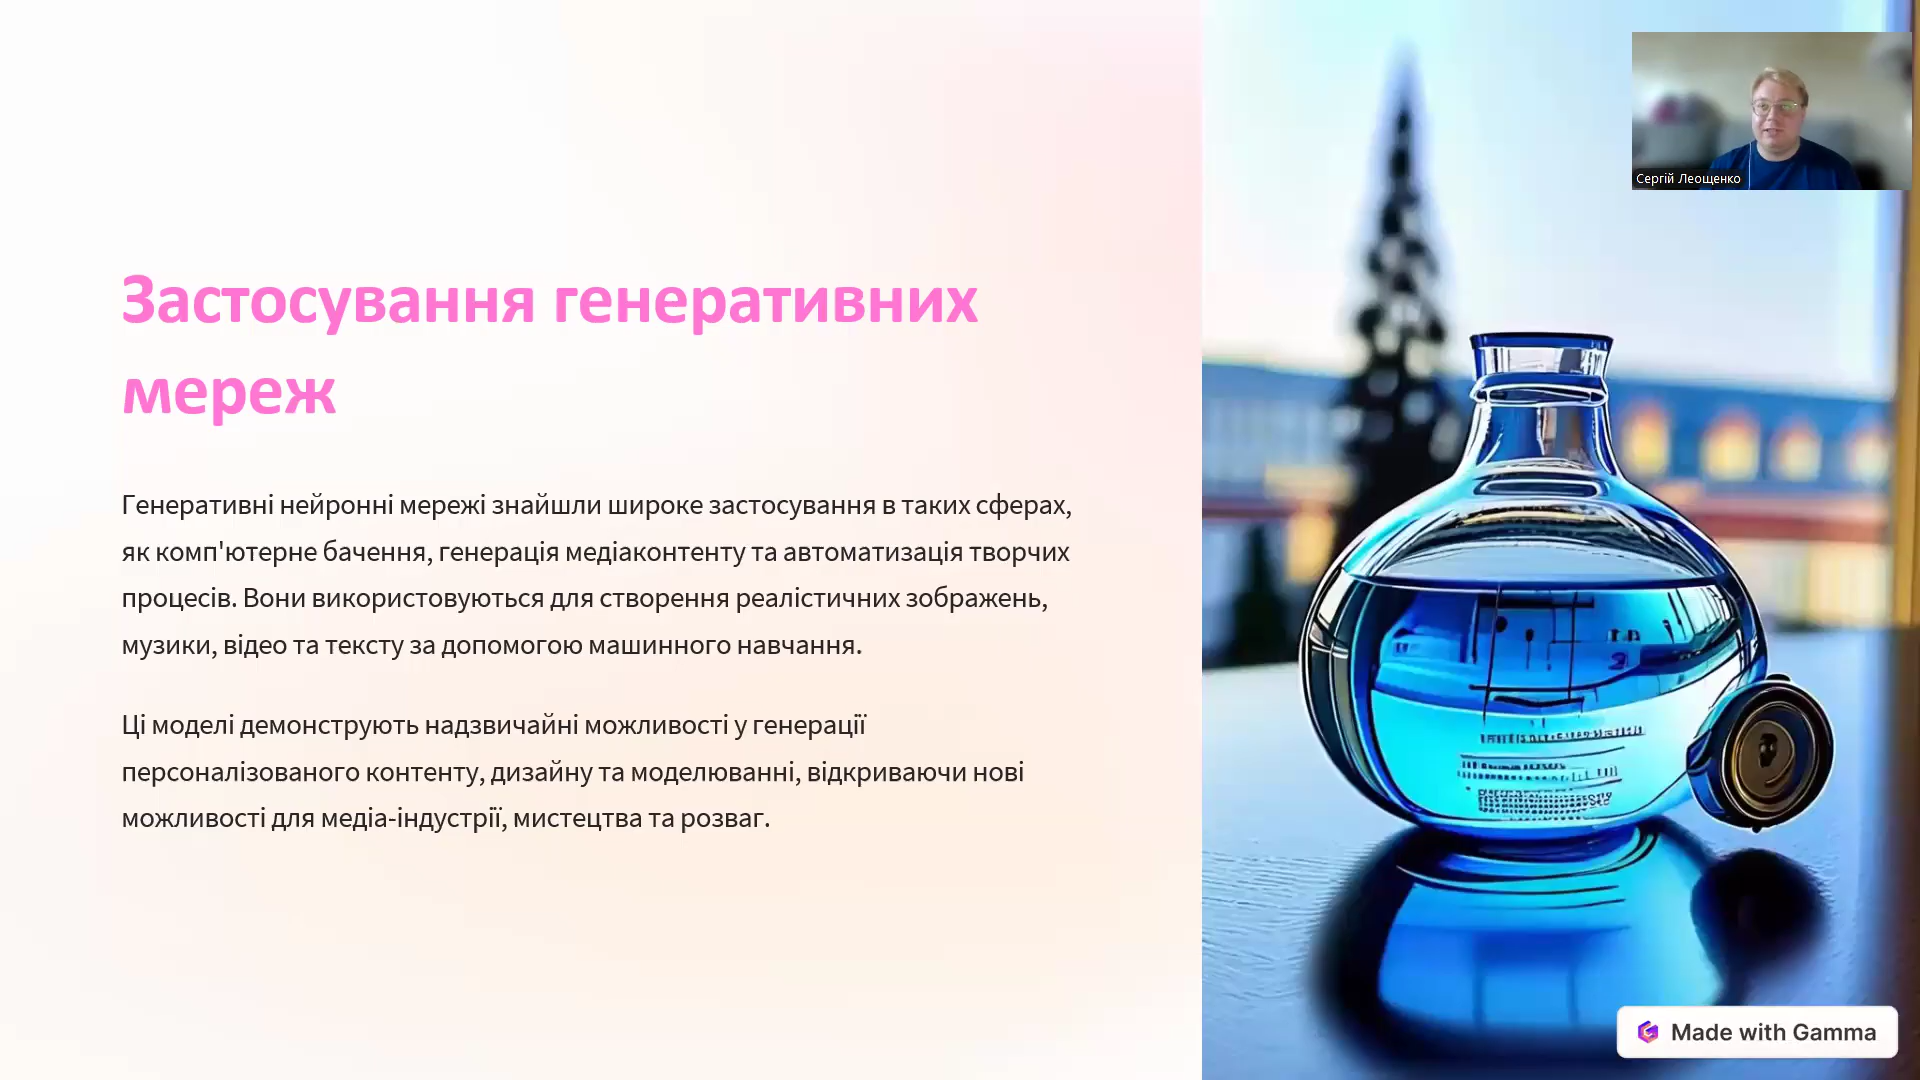 Сергій Леощенко
Застосування генеративних
мереж
Генеративні нейронні мережі знайшли широке застосування в таких сферах,
як комп'ютерне бачення, генерація медіаконтенту та автоматизація творчих
процесів. Вони використовуються для створення реалістичних зображень,
музики, відео та тексту за допомогою машинного навчання.
Ці моделі демонструють надзвичайні можливості у генерації
персоналізованого контенту, дизайну та моделюванні, відкриваючи нові
можливості для медіа-індустрії, мистецтва та розваг.
Made with Gamma